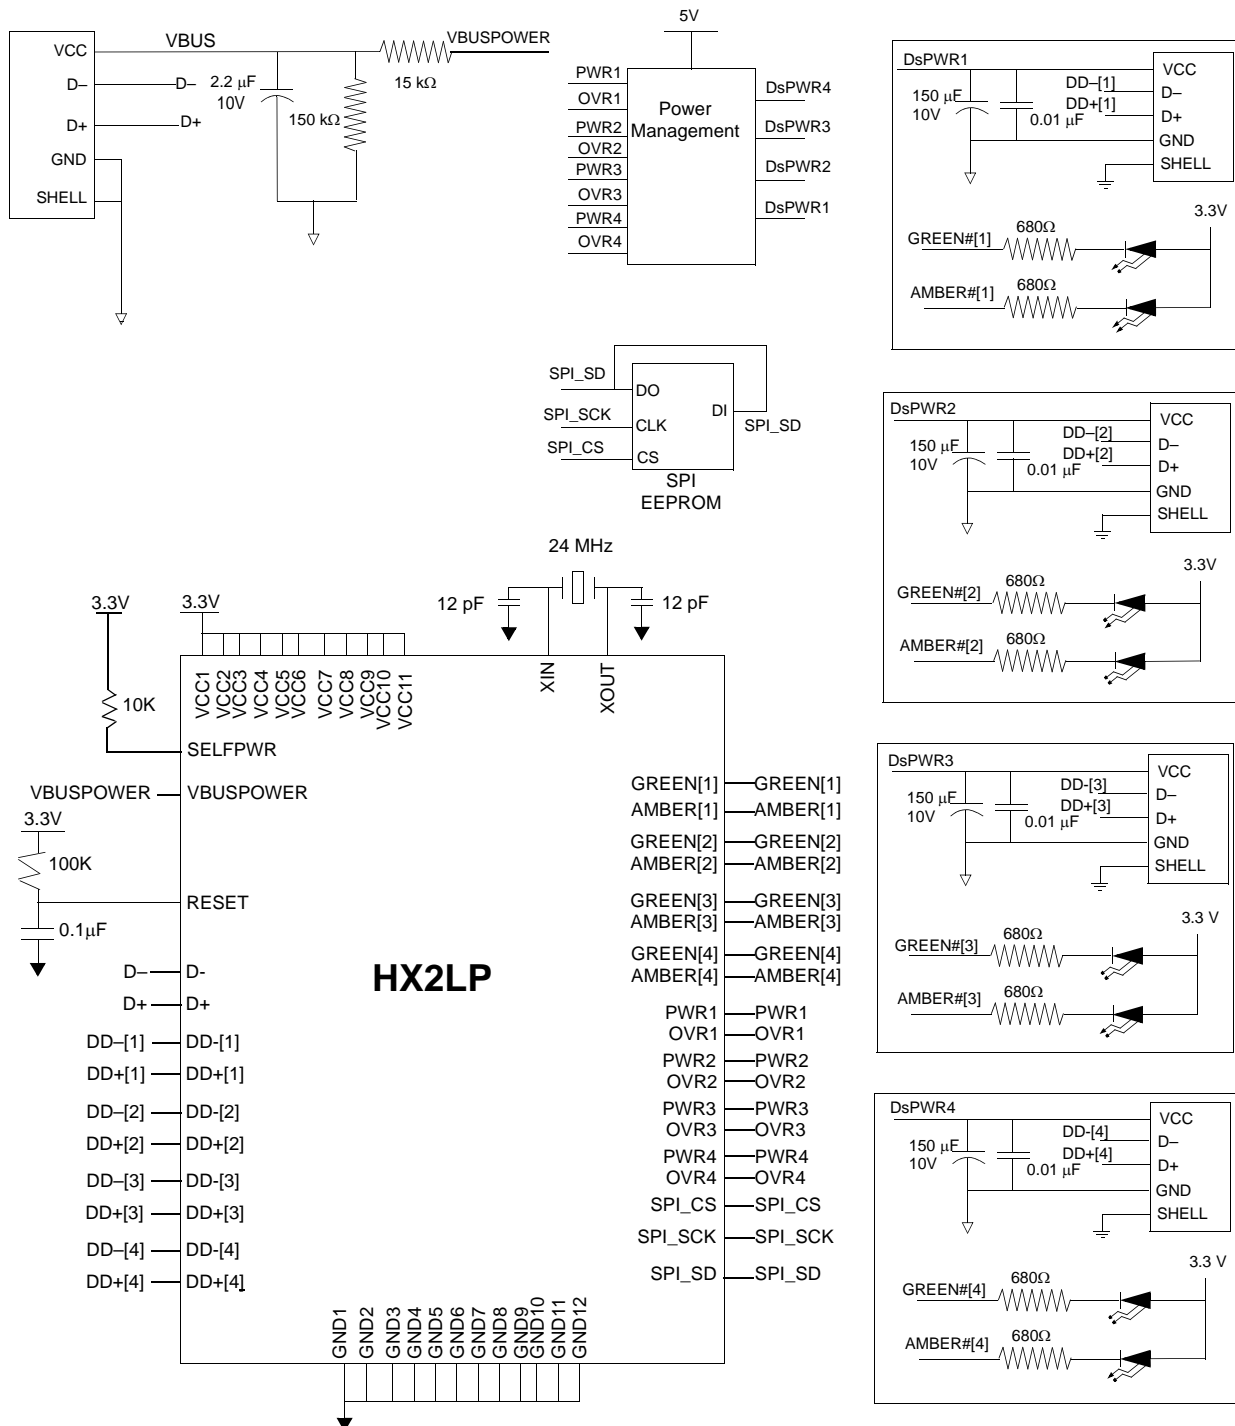 VCC
D–
D+
GND
SHELL
VBUS
D–
D+
2.2 µF
10V
150 kΩ
15 kΩ
VBUSPOWER
5V
PWR1
OVR1
PWR2
OVR2
PWR3
OVR3
PWR4
OVR4
Power
Management
DsPWR4
DsPWR3
DsPWR2
DsPWR1
SPI_SD
SPI_SCK
SPI_CS
DO
CLK
CS
DI
SPI_SD
SPI
EEPROM
24 MHz
12 pF
12 pF
3.3V
3.3V
10K
VCC1
VCC2
VCC3
VCC4
VCC5
VCC6
VCC7
VCC8
VCC9
VCC10
VCC11
XIN
XOUT
SELFPWR
VBUSPOWER
VBUSPOWER
3.3V
100K
RESET
0.1µF
HX2LP
D– D-
D+ D+
DD–[1] DD-[1]
DD+[1] DD+[1]
DD–[2] DD-[2]
DD+[2] DD+[2]
DD–[3] DD-[3]
DD+[3] DD+[3]
DD–[4] DD-[4]
DD+[4] DD+[4]
GREEN[1] GREEN[1]
AMBER[1] AMBER[1]
GREEN[2] GREEN[2]
AMBER[2] AMBER[2]
GREEN[3] GREEN[3]
AMBER[3] AMBER[3]
GREEN[4] GREEN[4]
AMBER[4] AMBER[4]
PWR1 PWR1
OVR1 OVR1
PWR2 PWR2
OVR2 OVR2
PWR3 PWR3
OVR3 OVR3
PWR4 PWR4
OVR4 OVR4
SPI_CS SPI_CS
SPI_SCK SPI_SCK
SPI_SD SPI_SD
GND1
GND2
GND3
GND4
GND5
GND6
GND7
GND8
GND9
GND10
GND11
GND12
DsPWR1
150 µF
10V
0.01 µF
DD–[1]
DD+[1]
VCC
D–
D+
GND
SHELL
3.3V
680Ω
GREEN#[1]
680Ω
AMBER#[1]
DsPWR2
150 µF
10V
0.01 µF
DD–[2]
DD+[2]
VCC
D–
D+
GND
SHELL
3.3V
680Ω
GREEN#[2]
680Ω
AMBER#[2]
DsPWR3
150 µF
10V
0.01 µF
DD-[3]
DD+[3]
VCC
D–
D+
GND
SHELL
3.3 V
680Ω
GREEN#[3]
680Ω
AMBER#[3]
DsPWR4
150 µF
10V
0.01 µF
DD-[4]
DD+[4]
VCC
D–
D+
GND
SHELL
3.3 V
680Ω
GREEN#[4]
680Ω
AMBER#[4]